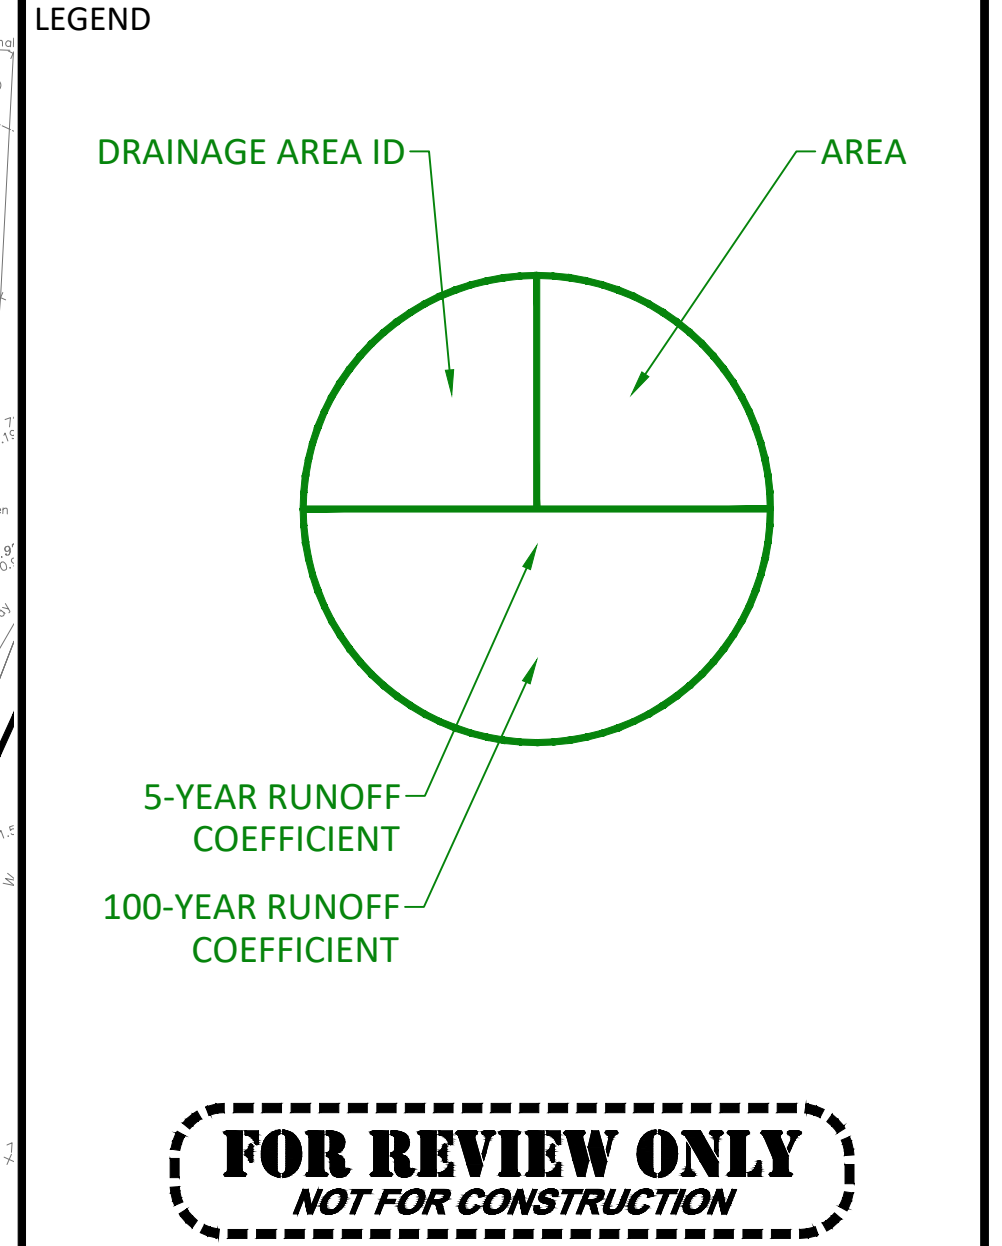 LEGEND
DRAINAGE AREA ID
AREA
5-YEAR RUNOFF
COEFFICIENT
100-YEAR RUNOFF
COEFFICIENT
FOR REVIEW ONLY
NOT FOR CONSTRUCTION